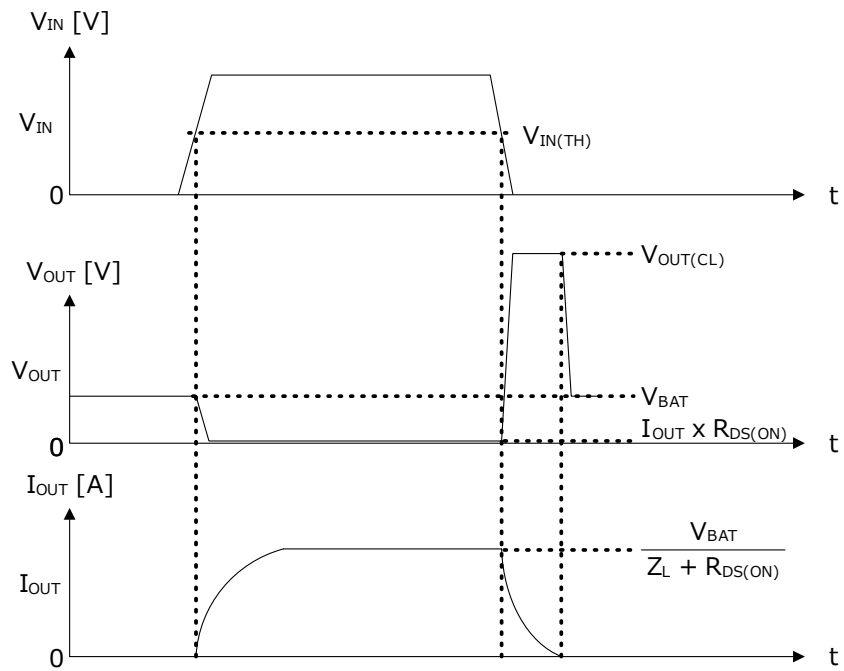 V_IN [V]
V_IN
V_IN(TH)
0
t
V_OUT [V]
V_OUT(CL)
V_OUT
V_BAT
I_OUT x R_DS(ON)
0
t
I_OUT [A]
V_BAT
Z_L + R_DS(ON)
I_OUT
0
t